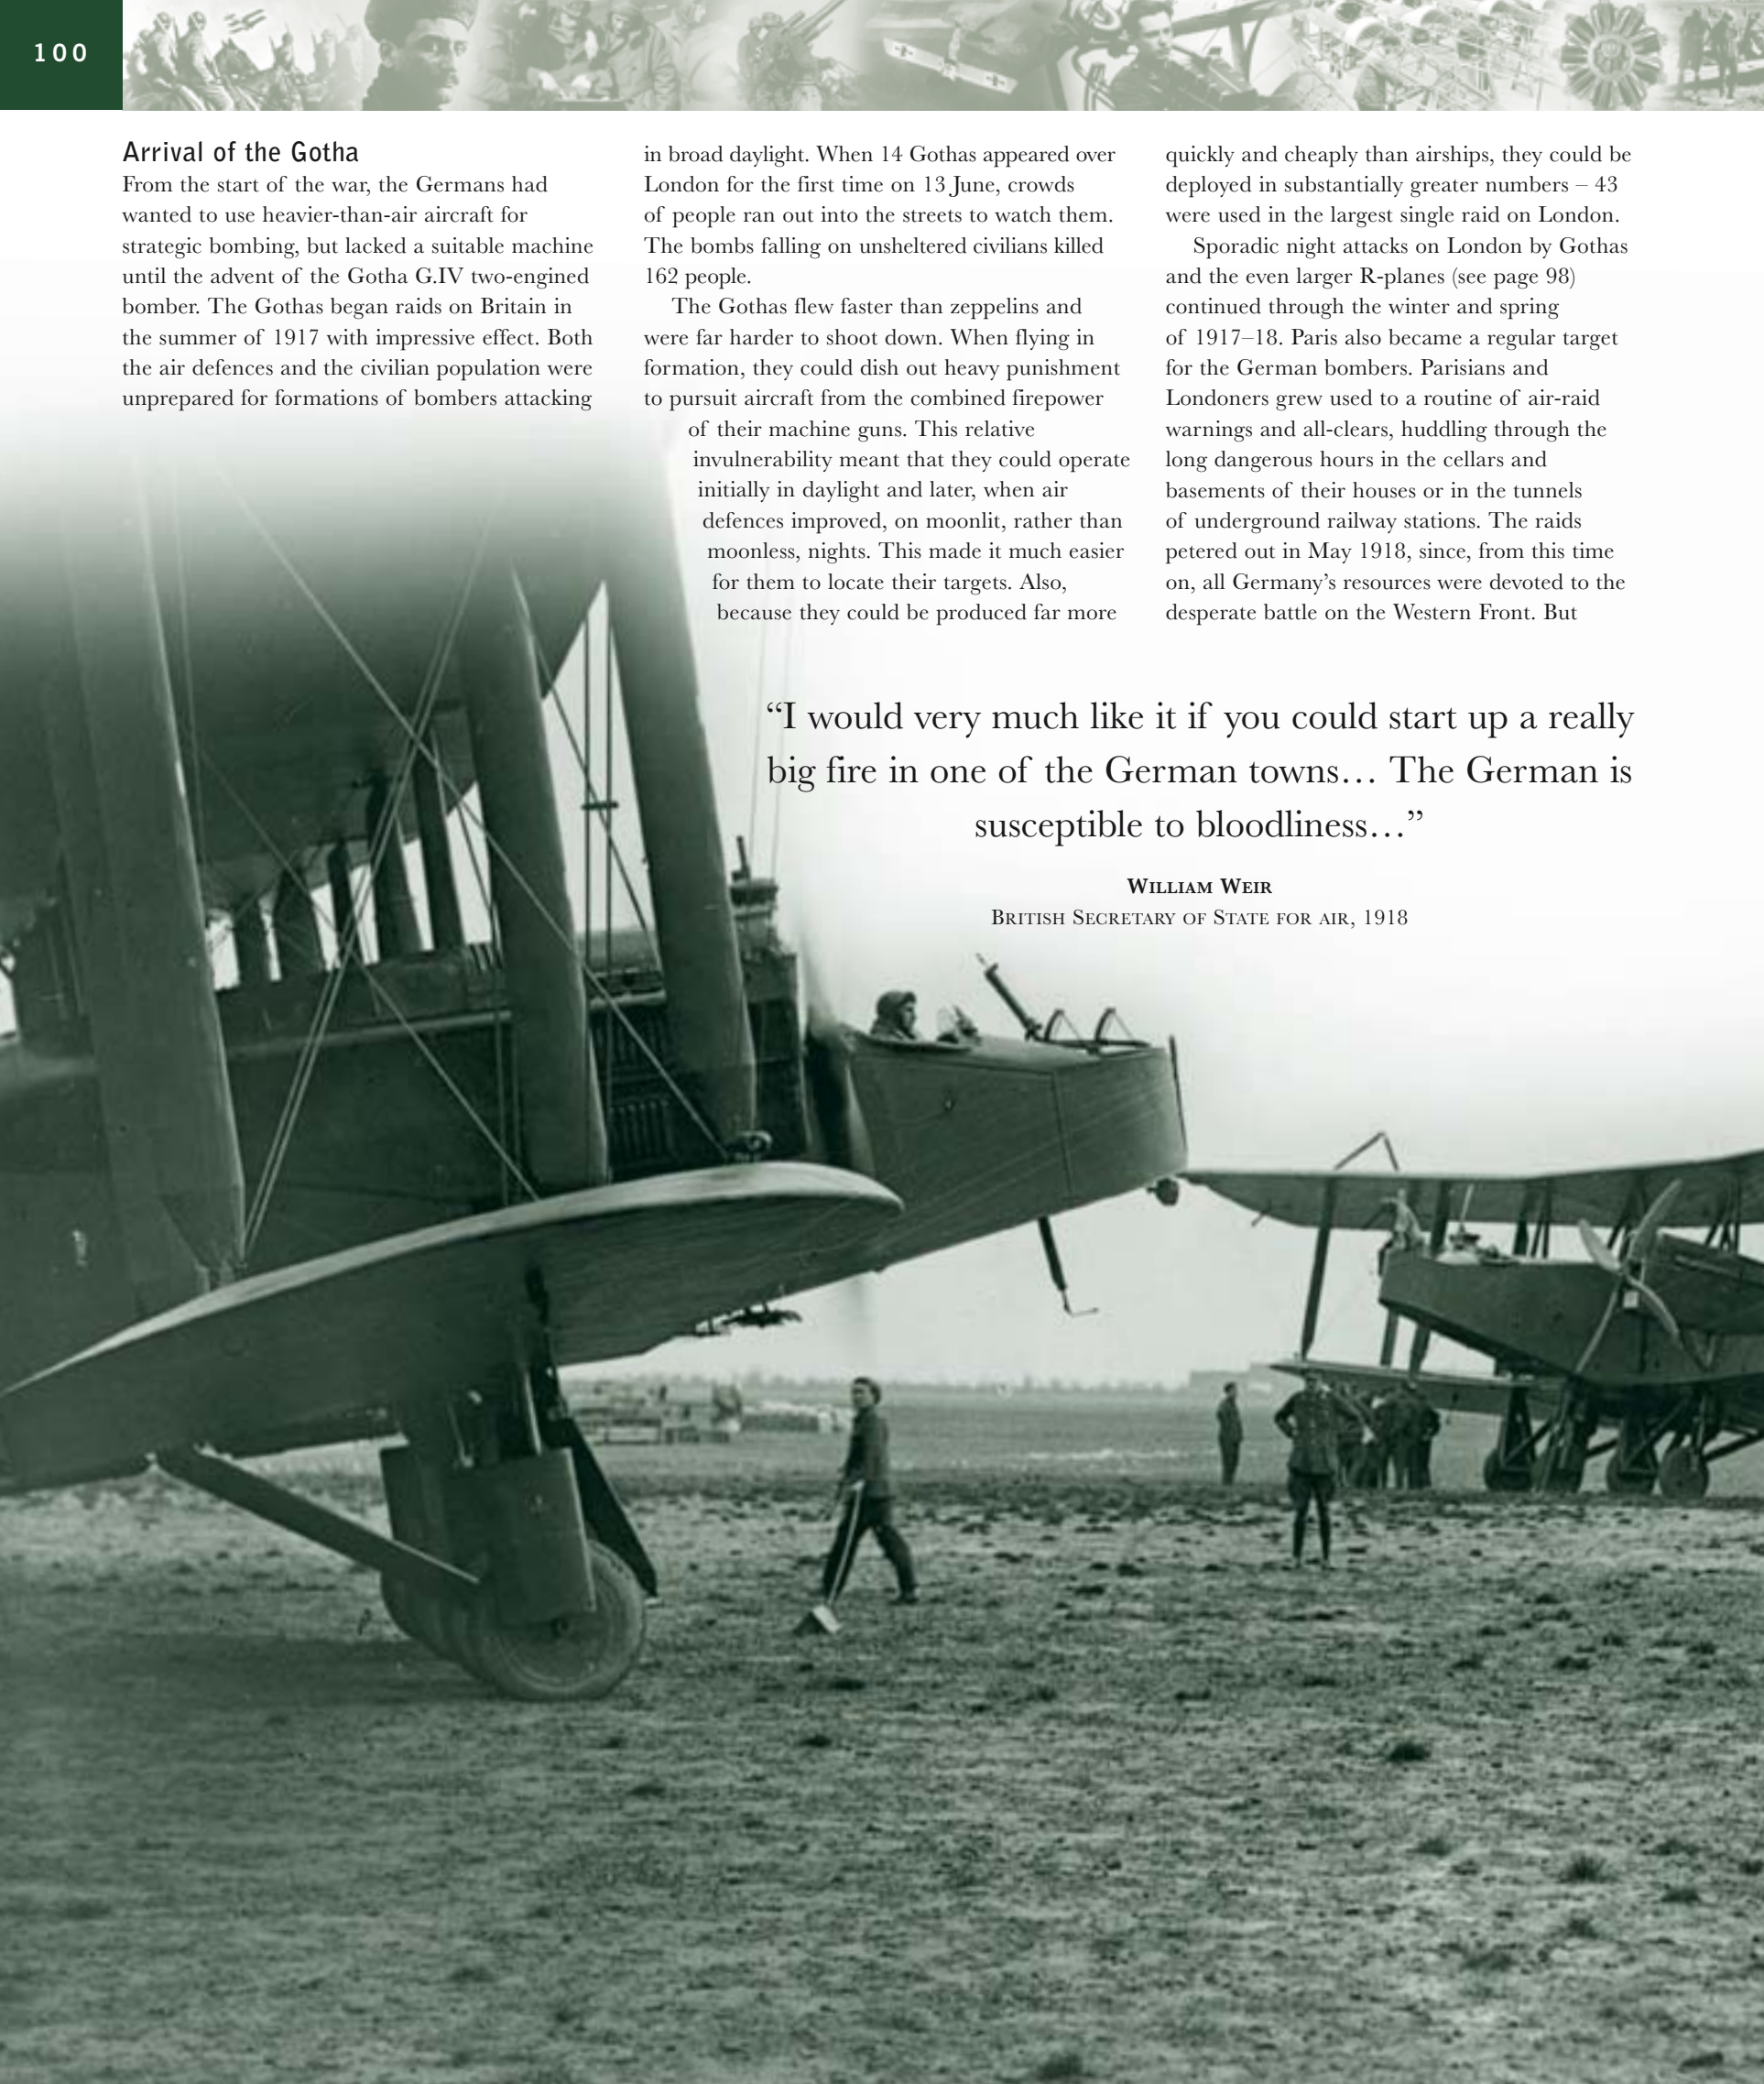 100
Arrival of the Gotha
From the start of the war, the Germans had
wanted to use heavier-than-air aircraft for
strategic bombing, but lacked a suitable machine
until the advent of the Gotha G.IV two-engined
bomber. The Gothas began raids on Britain in
the summer of 1917 with impressive effect. Both
the air defences and the civilian population were
unprepared for formations of bombers attacking
in broad daylight. When 14 Gothas appeared over
London for the first time on 13 June, crowds
of people ran out into the streets to watch them.
The bombs falling on unsheltered civilians killed
162 people.
The Gothas flew faster than zeppelins and
were far harder to shoot down. When flying in
formation, they could dish out heavy punishment
to pursuit aircraft from the combined firepower
of their machine guns. This relative
invulnerability meant that they could operate
initially in daylight and later, when air
defences improved, on moonlit, rather than
moonless, nights. This made it much easier
for them to locate their targets. Also,
because they could be produced far more
quickly and cheaply than airships, they could be
deployed in substantially greater numbers – 43
were used in the largest single raid on London.
Sporadic night attacks on London by Gothas
and the even larger R-planes (see page 98)
continued through the winter and spring
of 1917–18. Paris also became a regular target
for the German bombers. Parisians and
Londoners grew used to a routine of air-raid
warnings and all-clears, huddling through the
long dangerous hours in the cellars and
basements of their houses or in the tunnels
of underground railway stations. The raids
petered out in May 1918, since, from this time
on, all Germany’s resources were devoted to the
desperate battle on the Western Front. But
“I would very much like it if you could start up a really
big fire in one of the German towns… The German is
susceptible to bloodliness…”
William Weir
British Secretary of State for air, 1918